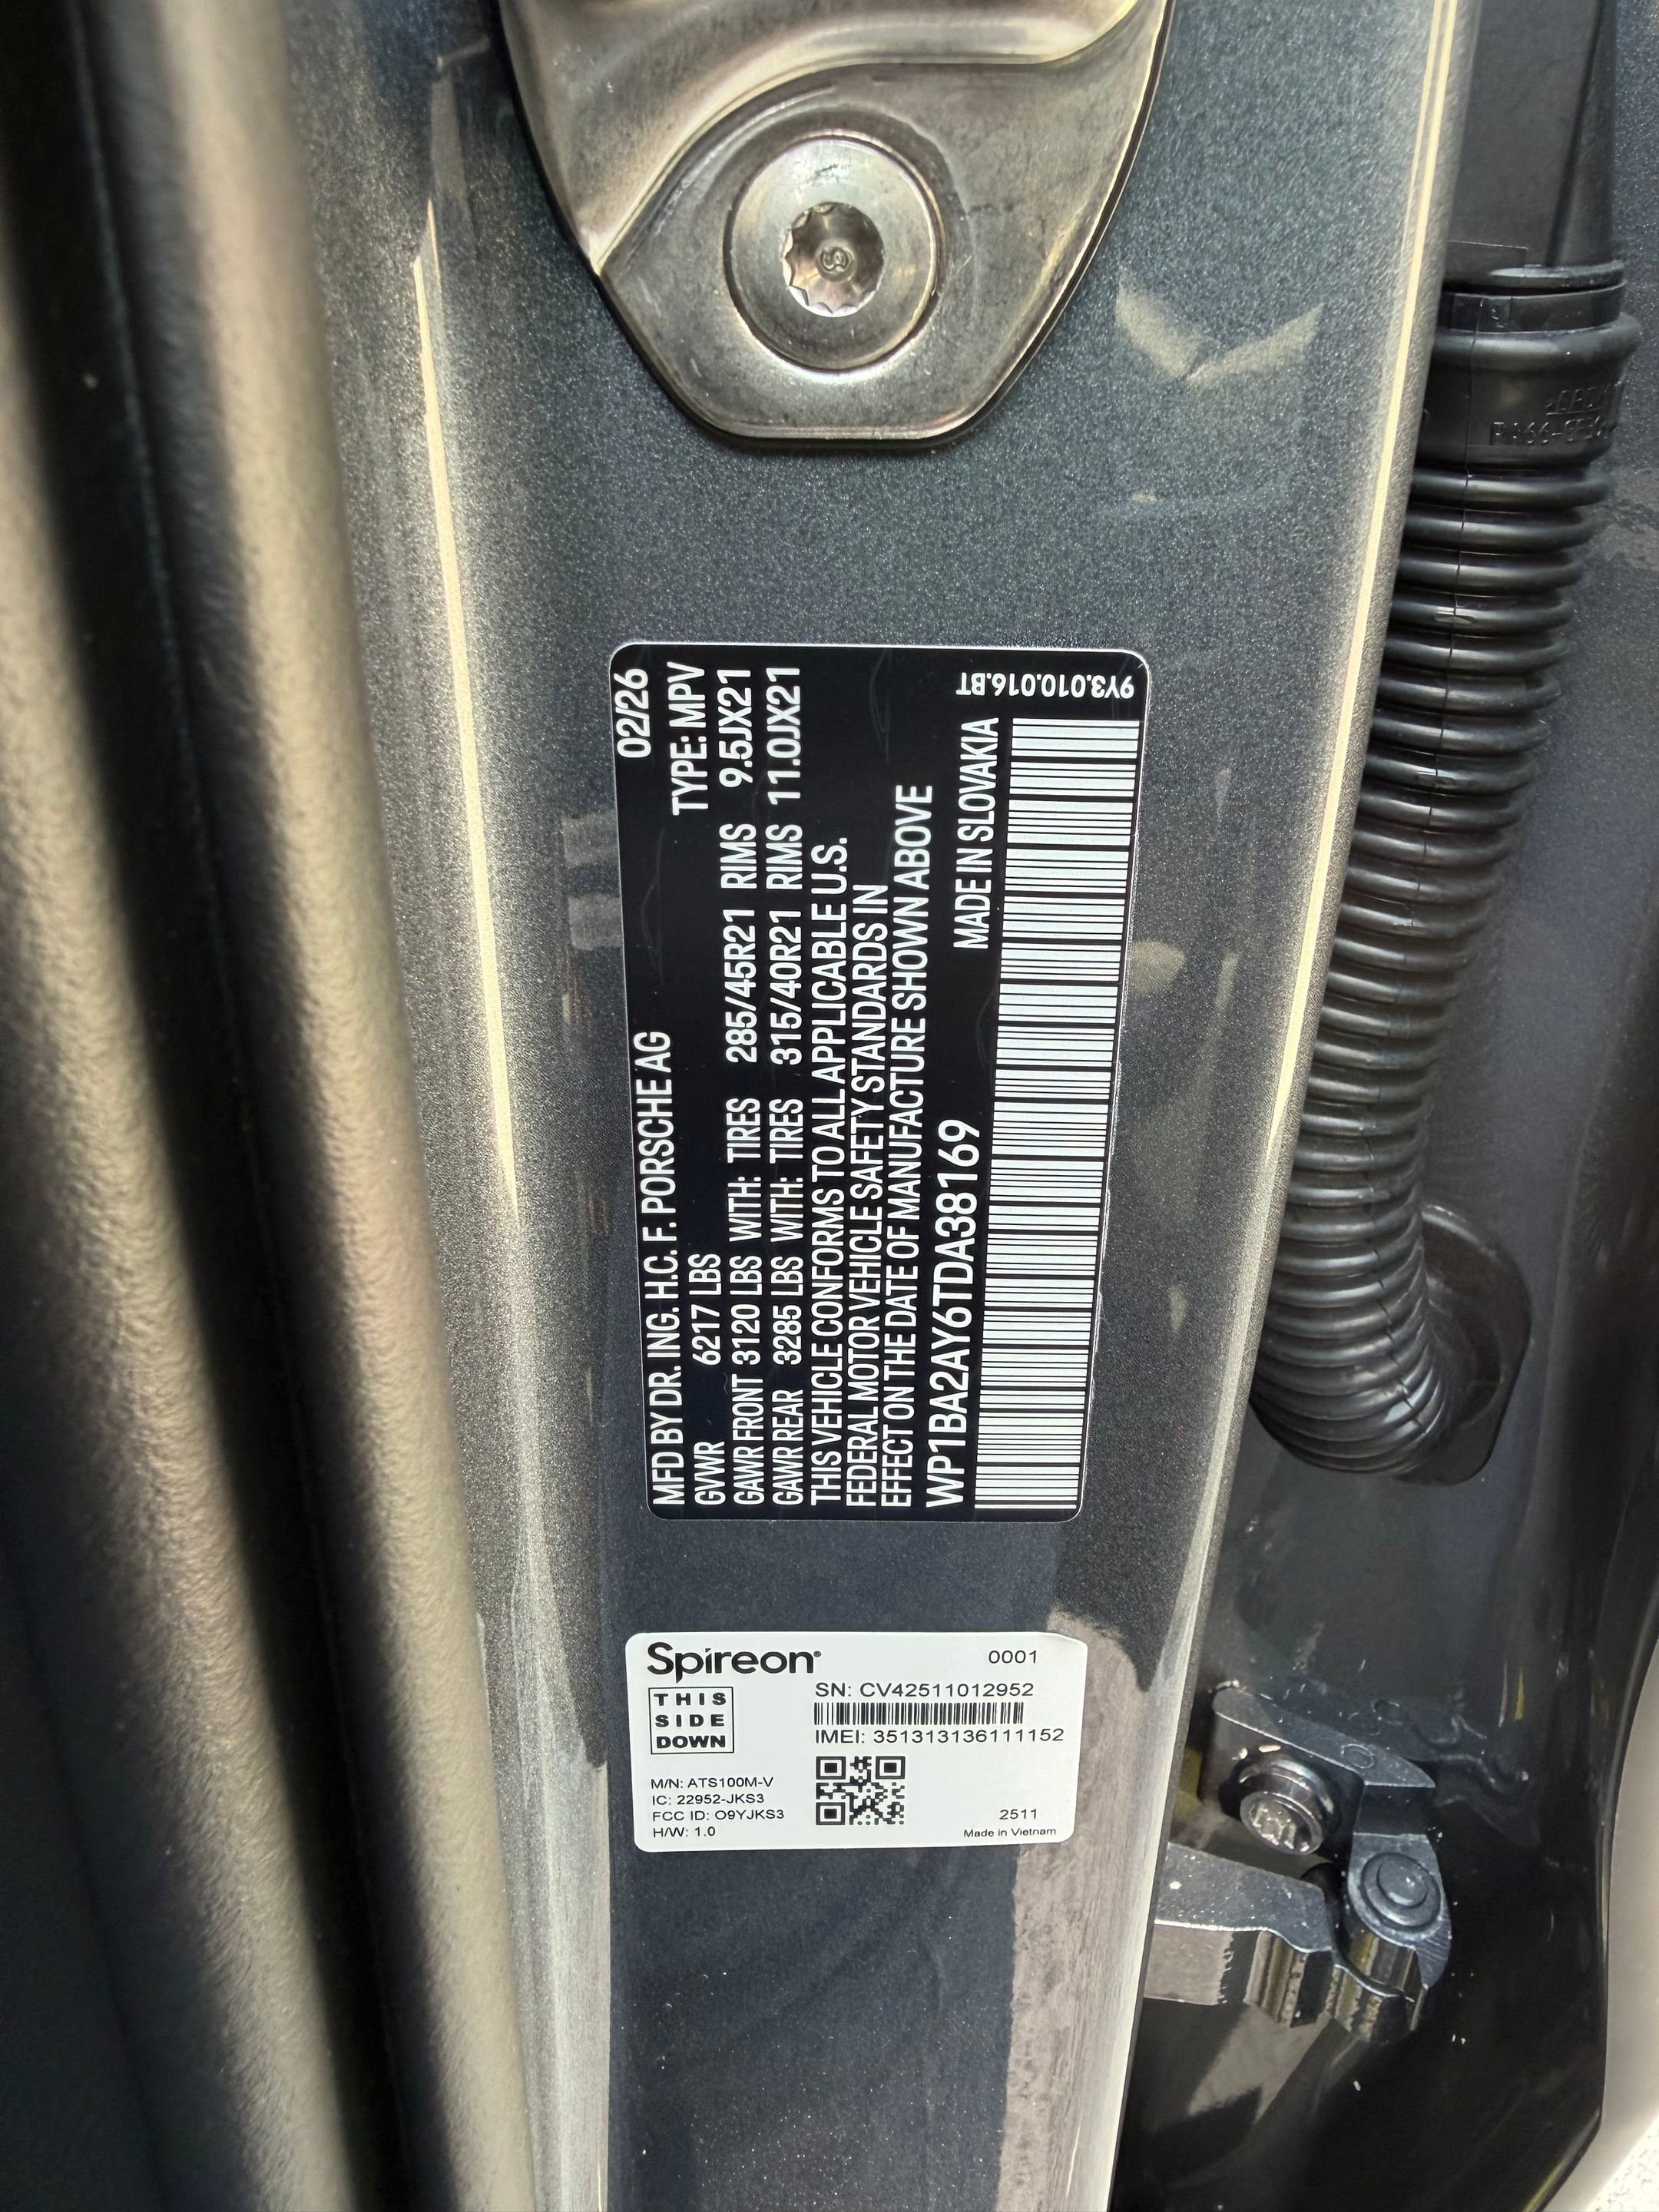 MFD BY DR. ING. H.C. F. PORSCHE AG 02/26
GVWR 6217 LBS TYPE: MPV
GAWR FRONT 3120 LBS WITH: TIRES 285/45R21 RIMS 9.5JX21
GAWR REAR 3285 LBS WITH: TIRES 315/40R21 RIMS 11.0JX21
THIS VEHICLE CONFORMS TO ALL APPLICABLE U.S.
FEDERAL MOTOR VEHICLE SAFETY STANDARDS IN
EFFECT ON THE DATE OF MANUFACTURE SHOWN ABOVE
WP1BA2AY6TDA38169 MADE IN SLOVAKIA
9Y3.010.016.BT
Spireon
0001
THIS
SIDE
DOWN
SN: CV42511012952
IMEI: 351313136111152
M/N: ATS100M-V
IC: 22952-JKS3
FCC ID: O9YJKS3
H/W: 1.0
2511
Made in Vietnam